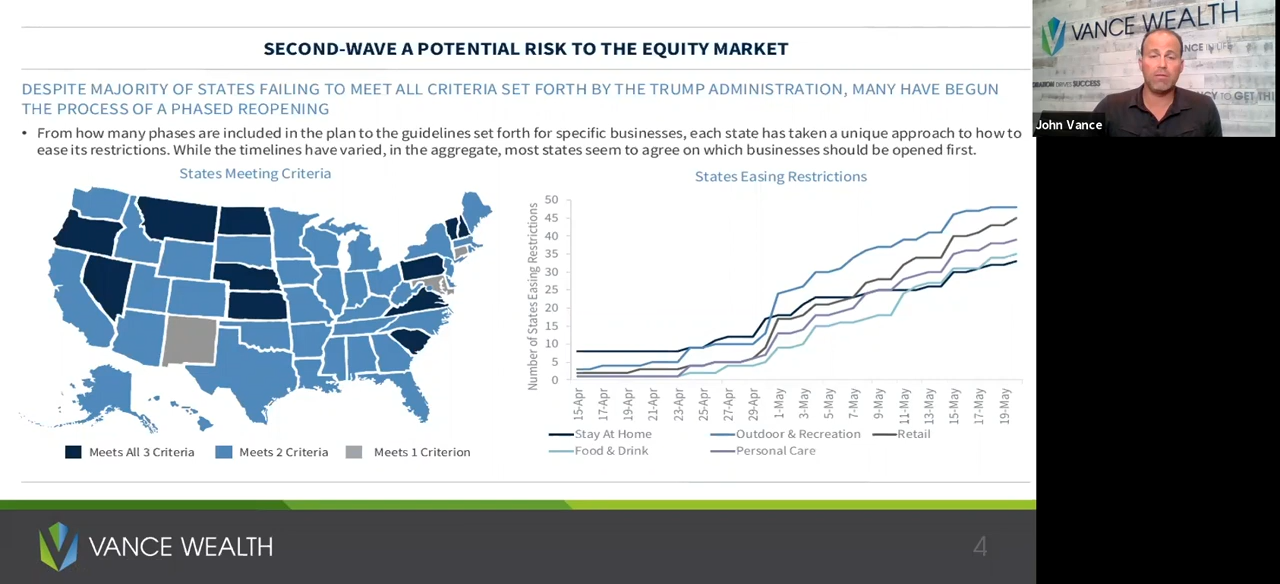 SECOND-WAVE A POTENTIAL RISK TO THE EQUITY MARKET
DESPITE MAJORITY OF STATES FAILING TO MEET ALL CRITERIA SET FORTH BY THE TRUMP ADMINISTRATION, MANY HAVE BEGUN
THE PROCESS OF A PHASED REOPENING
• From how many phases are included in the plan to the guidelines set forth for specific businesses, each state has taken a unique approach to how to
ease its restrictions. While the timelines have varied, in the aggregate, most states seem to agree on which businesses should be opened first.
States Meeting Criteria
Meets All 3 Criteria
Meets 2 Criteria
Meets 1 Criterion
States Easing Restrictions
Number of States Easing Restrictions
50
45
40
35
30
25
20
15
10
5
0
15-Apr
17-Apr
19-Apr
21-Apr
23-Apr
25-Apr
27-Apr
29-Apr
1-May
3-May
5-May
7-May
9-May
11-May
13-May
15-May
17-May
19-May
Stay At Home
Outdoor & Recreation
Retail
Food & Drink
Personal Care
VANCE WEALTH
4
VANCE WEALTH
IN LIFE
SUCCESS
TO GET TH
John Vance